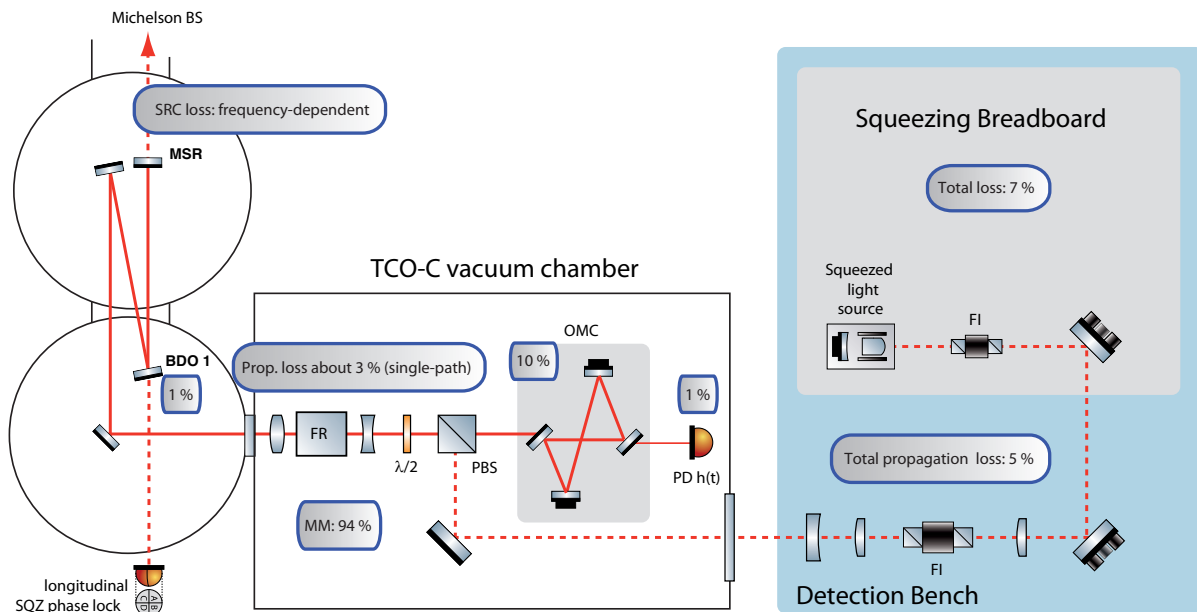 Michelson BS
SRC loss: frequency-dependent
MSR
BDO 1
1 %
longitudinal
SQZ phase lock
A B
C D
TCO-C vacuum chamber
Prop. loss about 3 % (single-path)
FR
λ/2
PBS
MM: 94 %
OMC
10 %
1 %
PD h(t)
Squeezing Breadboard
Total loss: 7 %
Squeezed
light
source
FI
Total propagation loss: 5 %
FI
Detection Bench